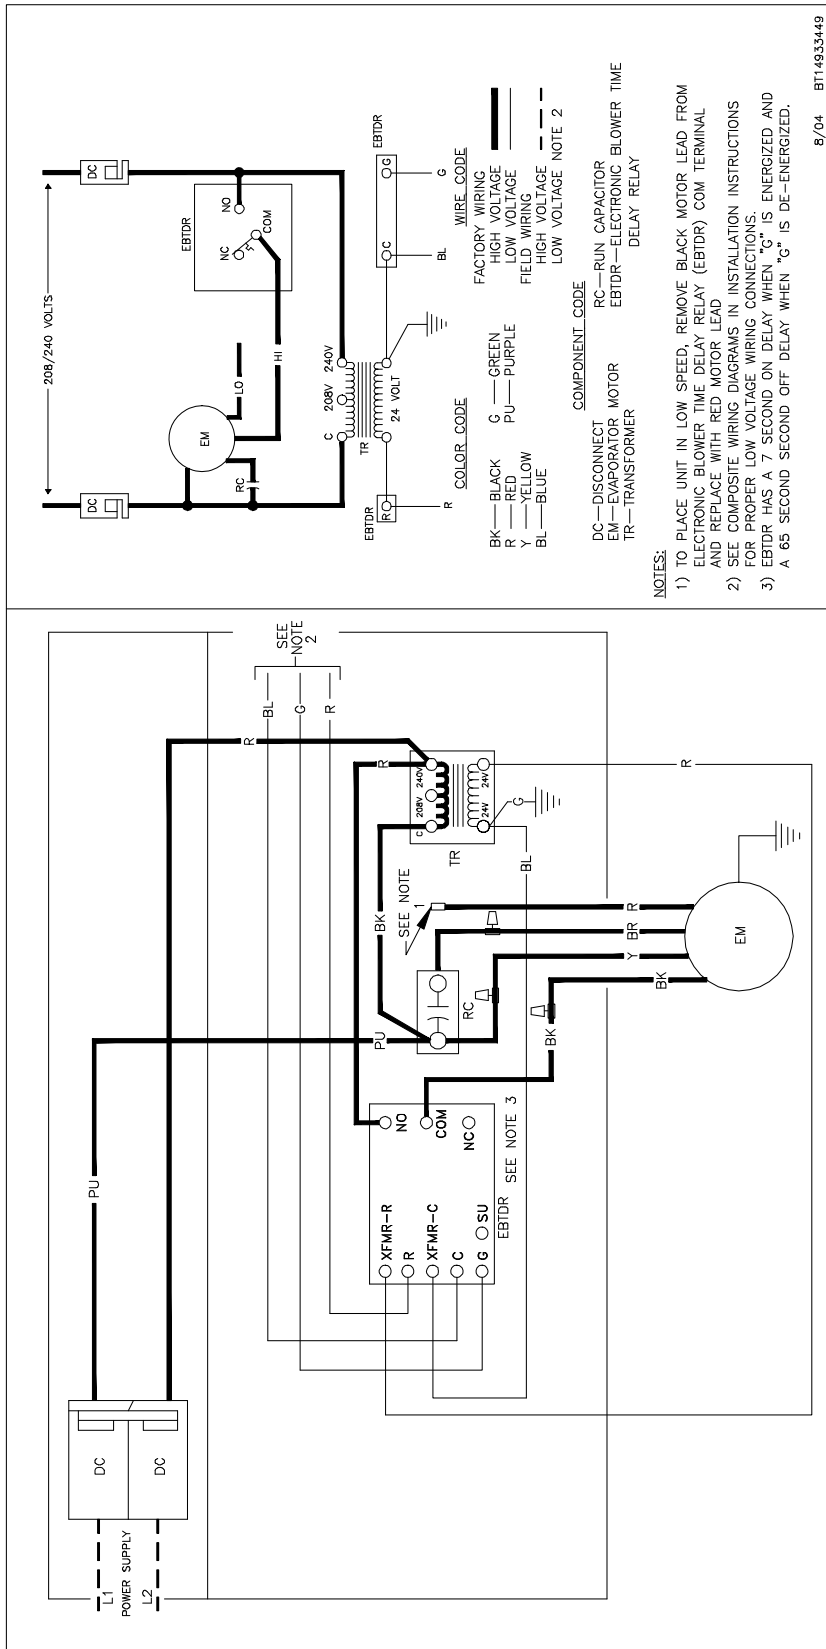 L1
POWER SUPPLY
L2
DC
DC
PU
R
SEE
NOTE
2
BL
G
R
PU
BK
R
C 208V 240V
24V 24V
TR
G
R
BL
SEE NOTE 1
RC
BK
R
BR
Y
BK
EM
NO
COM
NC
XFMR-R
R
XFMR-C
C
G
SU
EBTDR SEE NOTE 3
208/240 VOLTS
DC
DC
EM
RC
LO
HI
EBTDR
NC
NO
COM
C 208V 240V
TR
24 VOLT
EBTDR
R
R
EBTDR
C
G
BL
G
COLOR CODE
BK—BLACK
R—RED
Y—YELLOW
BL—BLUE
G—GREEN
PU—PURPLE
WIRE CODE
FACTORY WIRING
HIGH VOLTAGE
LOW VOLTAGE
FIELD WIRING
HIGH VOLTAGE
LOW VOLTAGE NOTE 2
COMPONENT CODE
DC—DISCONNECT
EM—EVAPORATOR MOTOR
TR—TRANSFORMER
RC—RUN CAPACITOR
EBTDR—ELECTRONIC BLOWER TIME
DELAY RELAY
NOTES:
1) TO PLACE UNIT IN LOW SPEED, REMOVE BLACK MOTOR LEAD FROM
ELECTRONIC BLOWER TIME DELAY RELAY (EBTDR) COM TERMINAL
AND REPLACE WITH RED MOTOR LEAD
2) SEE COMPOSITE WIRING DIAGRAMS IN INSTALLATION INSTRUCTIONS
FOR PROPER LOW VOLTAGE WIRING CONNECTIONS.
3) EBTDR HAS A 7 SECOND ON DELAY WHEN "G" IS ENERGIZED AND
A 65 SECOND SECOND OFF DELAY WHEN "G" IS DE-ENERGIZED.
8/04 BT14933449